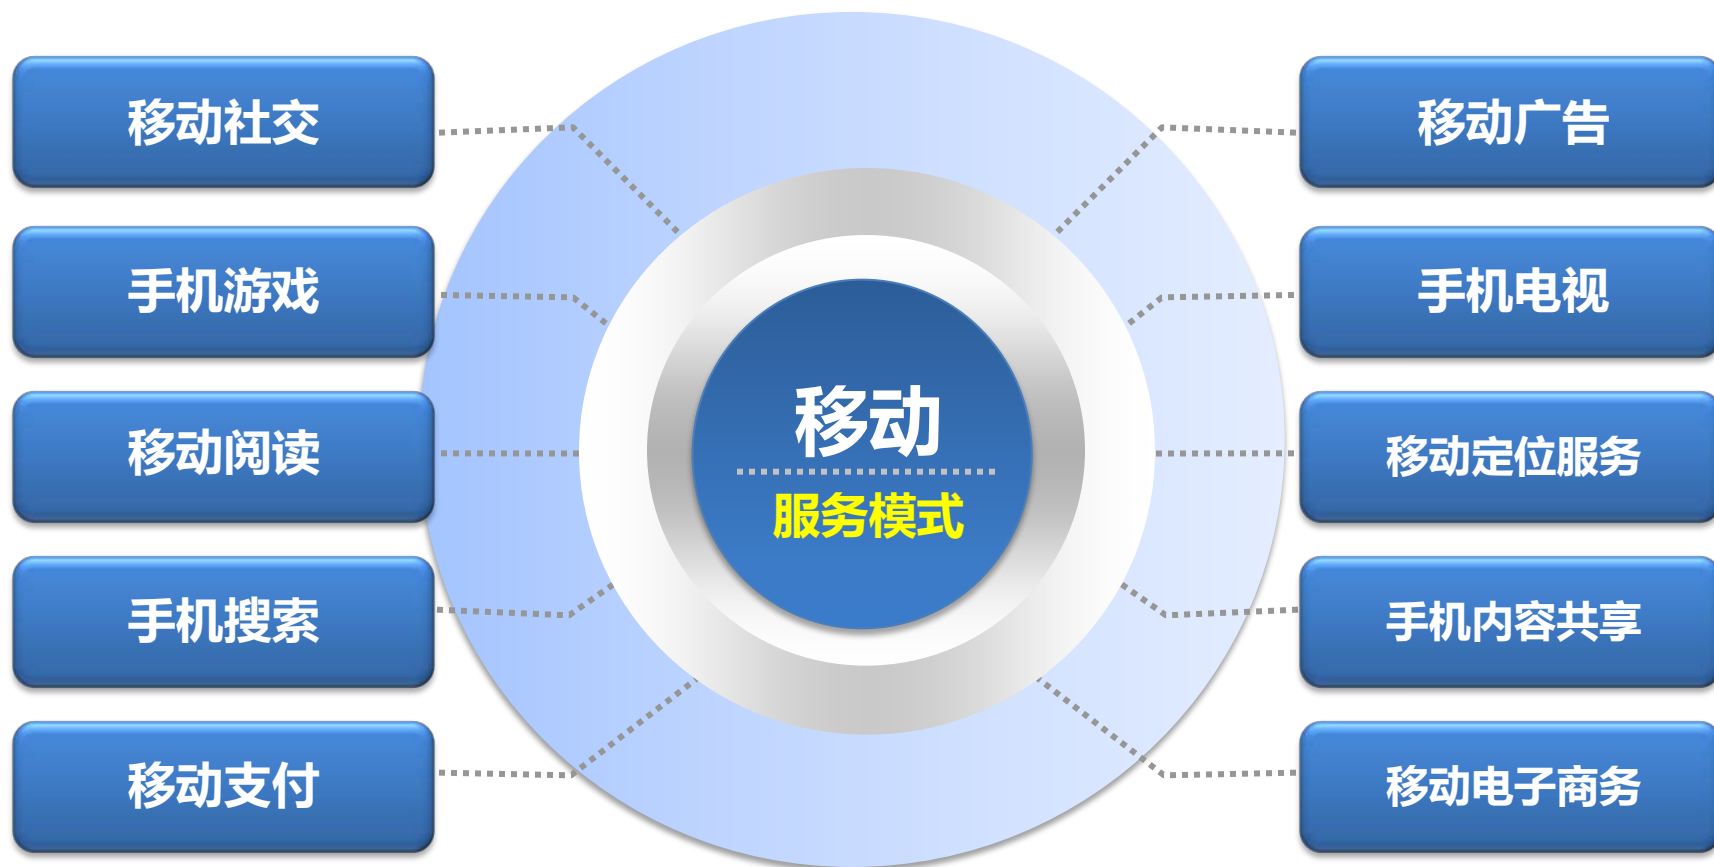 移动社交
手机游戏
移动阅读
手机搜索
移动支付
移动
服务模式
移动广告
手机电视
移动定位服务
手机内容共享
移动电子商务